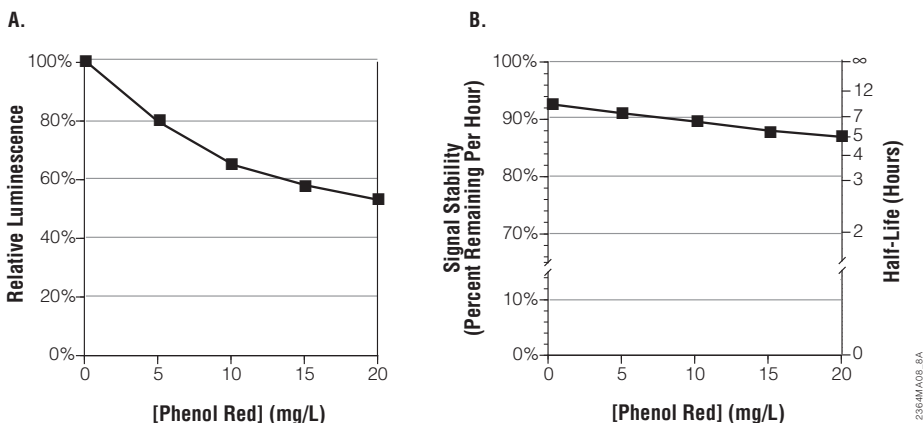 A.
Relative Luminescence
100%
80%
60%
40%
20%
0%
0 5 10 15 20
[Phenol Red] (mg/L)
B.
Signal Stability
(Percent Remaining Per Hour)
100%
90%
80%
70%
10%
0%
0 5 10 15 20
[Phenol Red] (mg/L)
∞
12
7
5
4
3
2
0
Half-Life (Hours)
2364MA08_8A